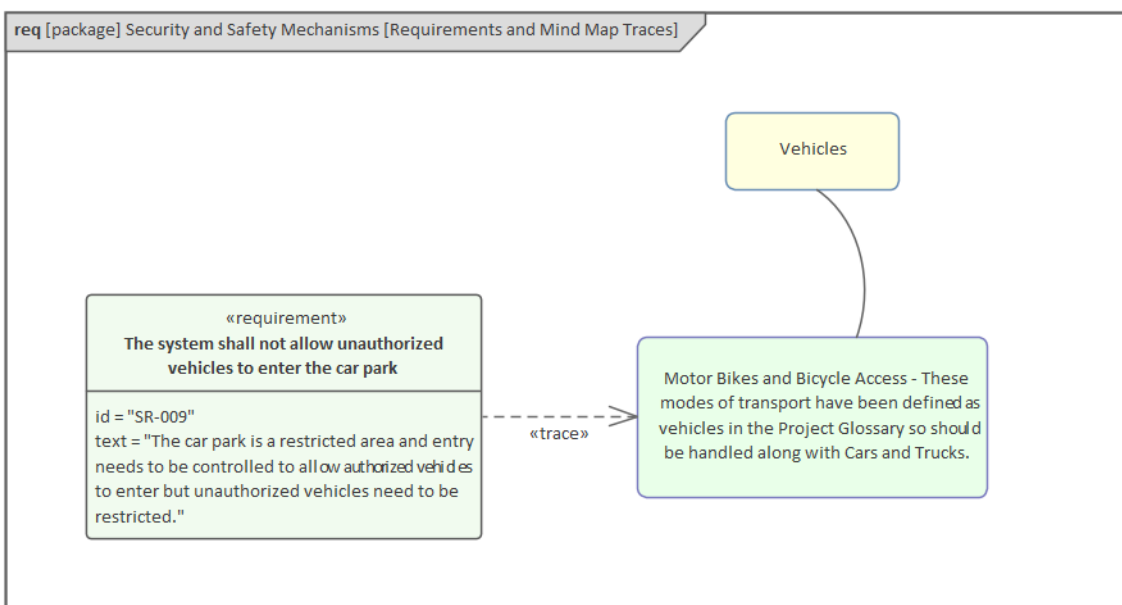 req [package] Security and Safety Mechanisms [Requirements and Mind Map Traces]
Vehicles
«requirement»
The system shall not allow unauthorized
vehicles to enter the car park
id = "SR-009"
text = "The car park is a restricted area and entry
needs to be controlled to allow authorized vehicles
to enter but unauthorized vehicles need to be
restricted."
«trace»
Motor Bikes and Bicycle Access - These
modes of transport have been defined as
vehicles in the Project Glossary so should
be handled along with Cars and Trucks.